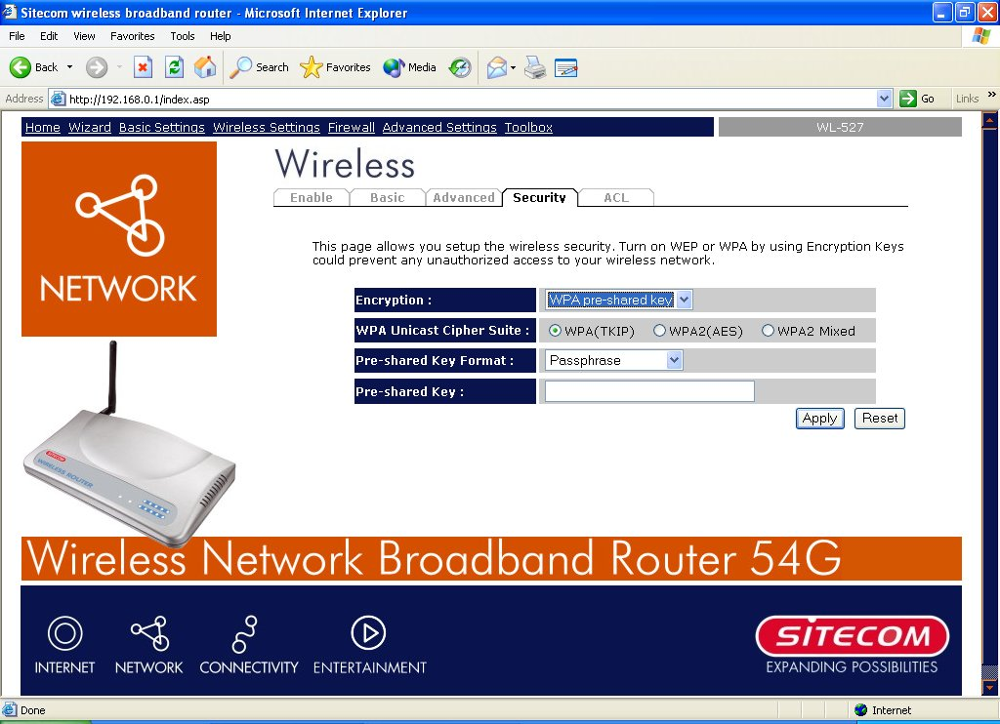 Sitecom wireless broadband router - Microsoft Internet Explorer
File Edit View Favorites Tools Help
Back Search Favorites Media
Address http://192.168.0.1/index.asp Go Links »
Home Wizard Basic Settings Wireless Settings Firewall Advanced Settings Toolbox WL-527
Wireless
Enable Basic Advanced Security ACL
NETWORK
This page allows you setup the wireless security. Turn on WEP or WPA by using Encryption Keys
could prevent any unauthorized access to your wireless network.
Encryption : WPA pre-shared key
WPA Unicast Cipher Suite : WPA(TKIP) WPA2(AES) WPA2 Mixed
Pre-shared Key Format : Passphrase
Pre-shared Key :
Apply Reset
SITECOM
WIRELESS ROUTER
Wireless Network Broadband Router 54G
INTERNET NETWORK CONNECTIVITY ENTERTAINMENT
SITECOM
EXPANDING POSSIBILITIES
Done Internet